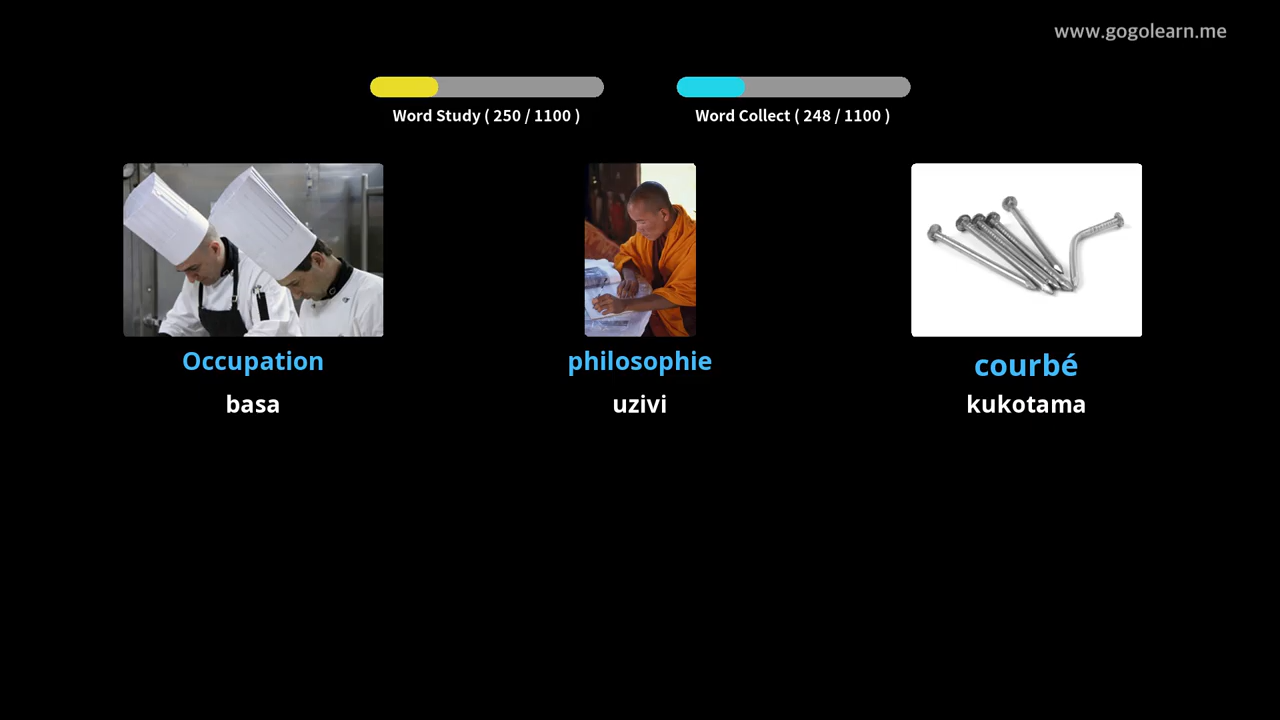 www.gogolearn.me
Word Study ( 250 / 1100 )
Word Collect ( 248 / 1100 )
Occupation
basa
philosophie
uzivi
courbé
kukotama